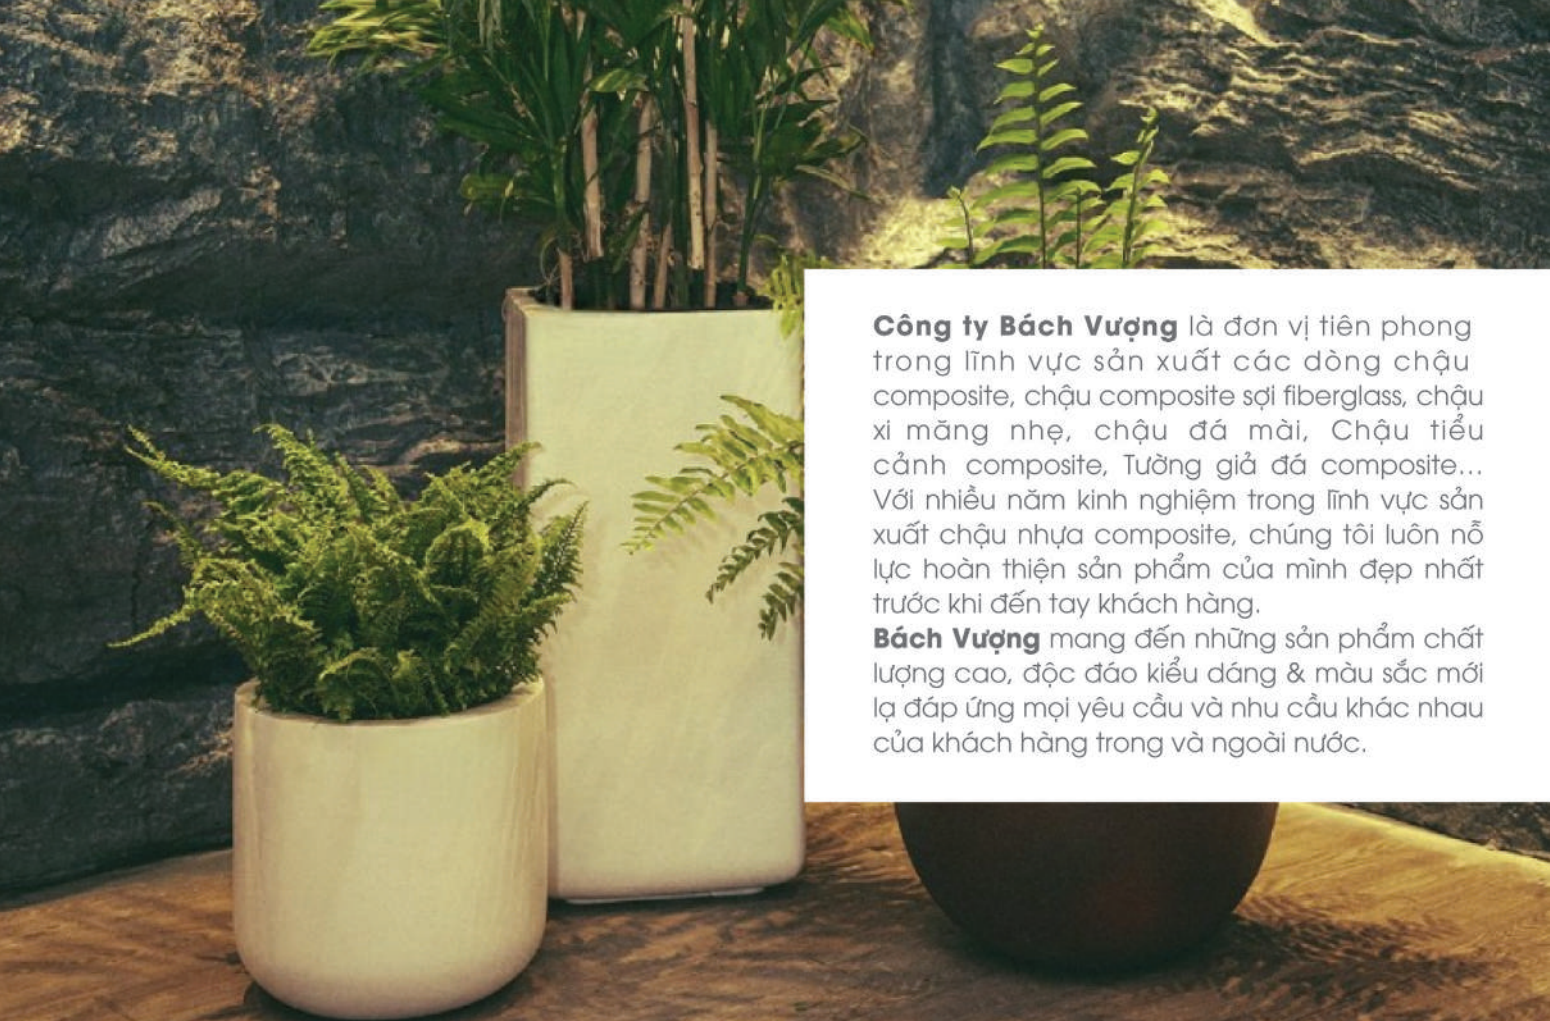 Công ty Bách Vượng là đơn vị tiên phong
trong lĩnh vực sản xuất các dòng chậu
composite, chậu composite sợi fiberglass, chậu
xi măng nhẹ, chậu đá mài, Chậu tiểu
cảnh composite, Tường giả đá composite...
Với nhiều năm kinh nghiệm trong lĩnh vực sản
xuất chậu nhựa composite, chúng tôi luôn nỗ
lực hoàn thiện sản phẩm của mình đẹp nhất
trước khi đến tay khách hàng.
Bách Vượng mang đến những sản phẩm chất
lượng cao, độc đáo kiểu dáng & màu sắc mới
lạ đáp ứng mọi yêu cầu và nhu cầu khác nhau
của khách hàng trong và ngoài nước.